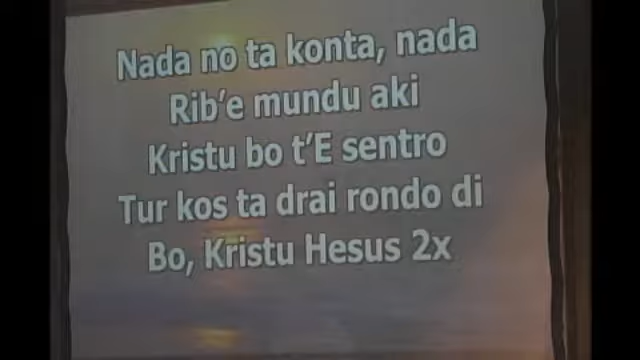 Nada no ta konta, nada
Rib'e mundu aki
Kristu bo t'E sentro
Tur kos ta drai rondo di
Bo, Kristu Hesus 2x